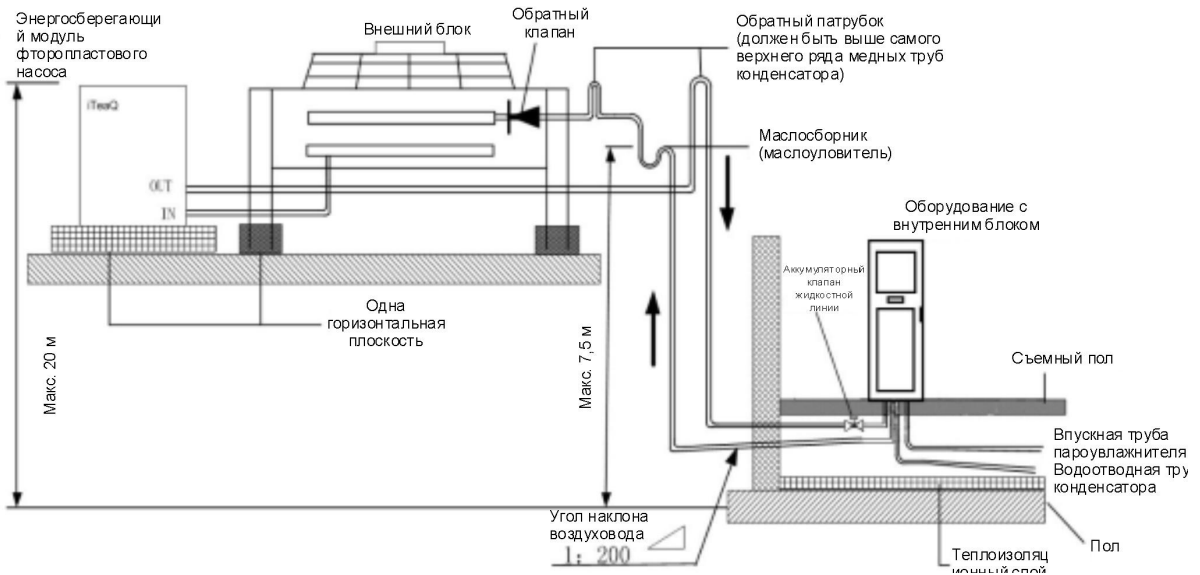 Энергосберегающи
й модуль
фторопластового
насоса
Внешний блок
Обратный
клапан
Обратный патрубок
(должен быть выше самого
верхнего ряда медных труб
конденсатора)
iTeaQ
Маслосборник
(маслоуловитель)
OUT
IN
Оборудование с
внутренним блоком
Аккумуляторный
клапан
жидкостной
линии
Одна
горизонтальная
плоскость
Макс. 20 м
Макс. 7,5 м
Съемный пол
Впускная труба
пароувлажнителя
Водоотводная тру
конденсатора
Угол наклона
воздуховода
1: 200
Пол
Теплоизоляц
ионный слой